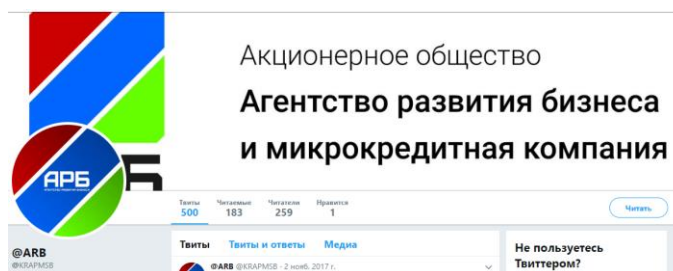 Акционерное общество
Агентство развития бизнеса
и микрокредитная компания
АРБ
Б
Твиты Читаемые Читатели Нравится
500 183 259 1
Читать
@ARB
@KRAPMSB
Твиты Твиты и ответы Медиа
@ARB @KRAPMSB · 2 нояб. 2017 г.
Не пользуетесь
Твиттером?